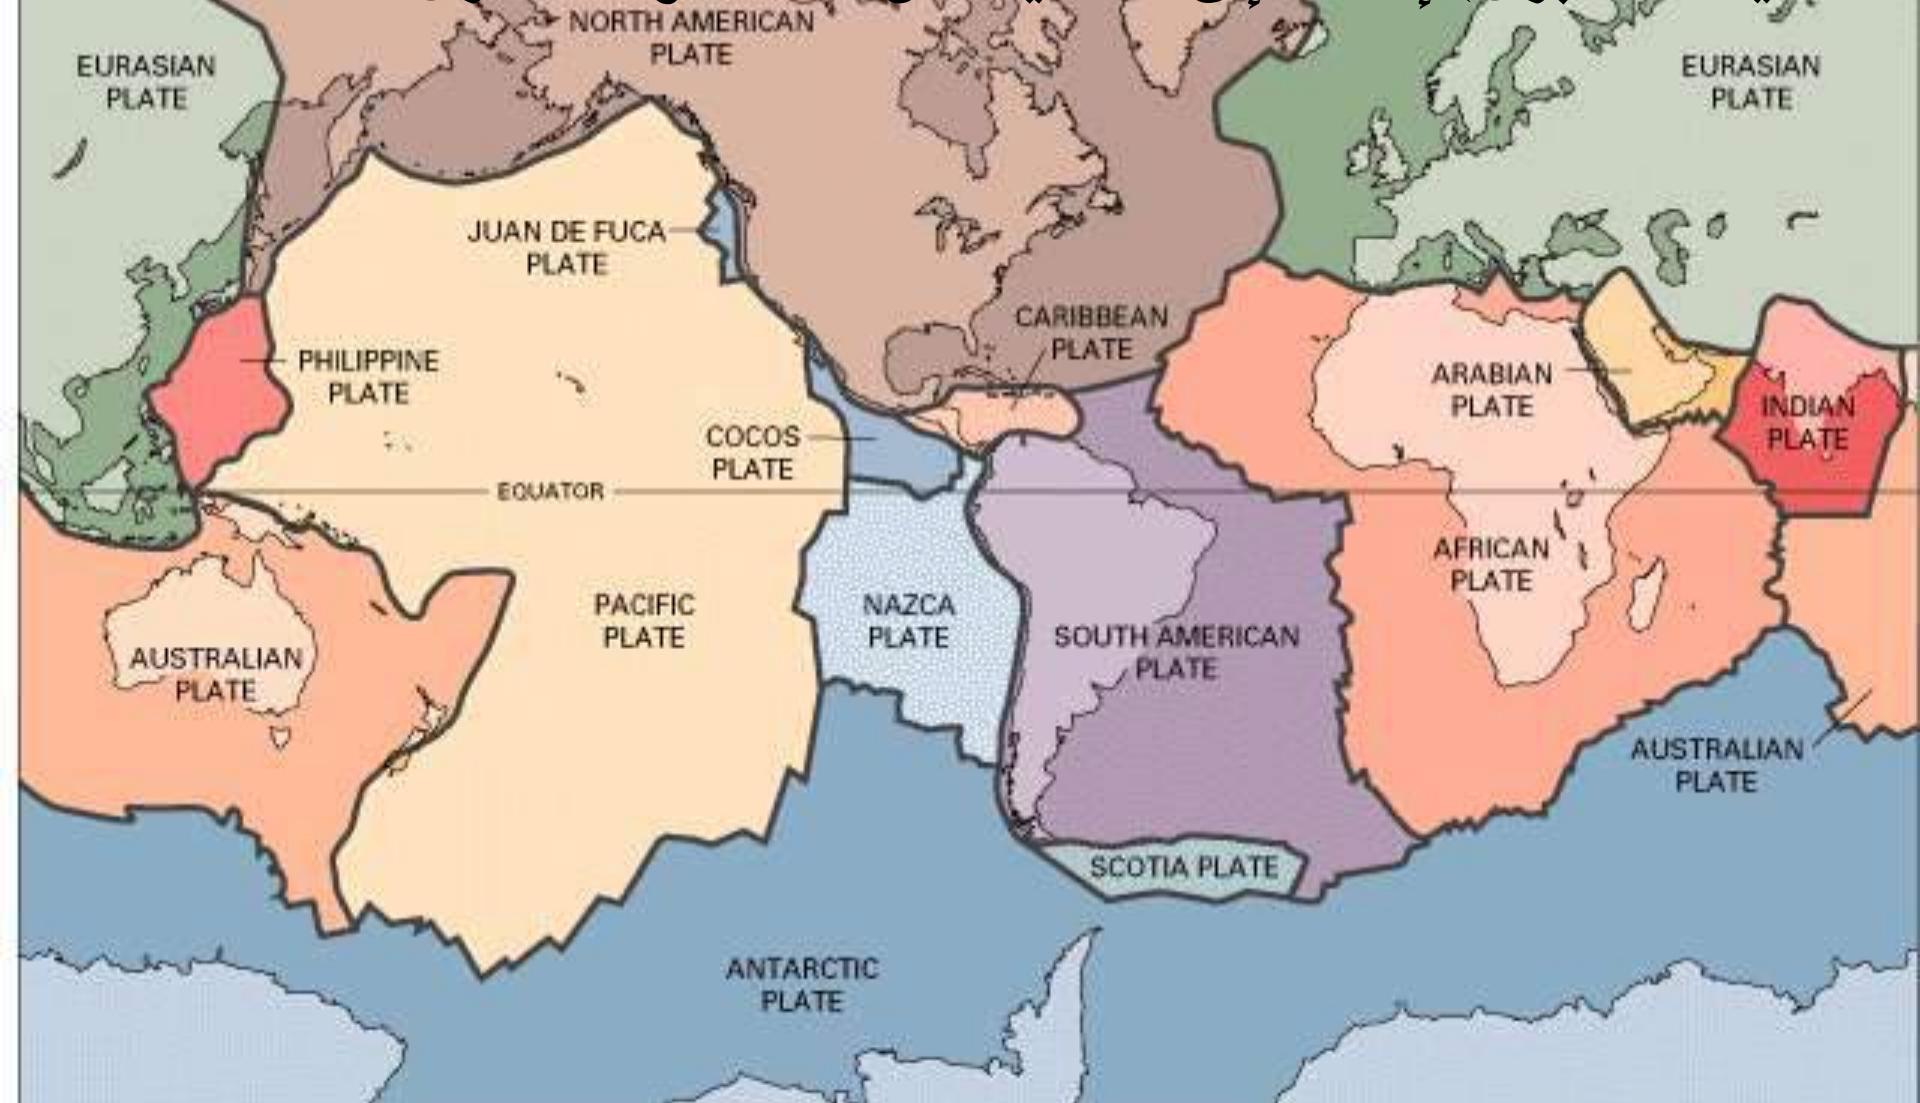 NORTH AMERICAN
PLATE
EURASIAN
PLATE
EURASIAN
PLATE
JUAN DE FUCA
PLATE
CARIBBEAN
PLATE
PHILIPPINE
PLATE
ARABIAN
PLATE
INDIAN
PLATE
COCOS
PLATE
EQUATOR
AFRICAN
PLATE
PACIFIC
PLATE
NAZCA
PLATE
SOUTH AMERICAN
PLATE
AUSTRALIAN
PLATE
AUSTRALIAN
PLATE
SCOTIA PLATE
ANTARCTIC
PLATE